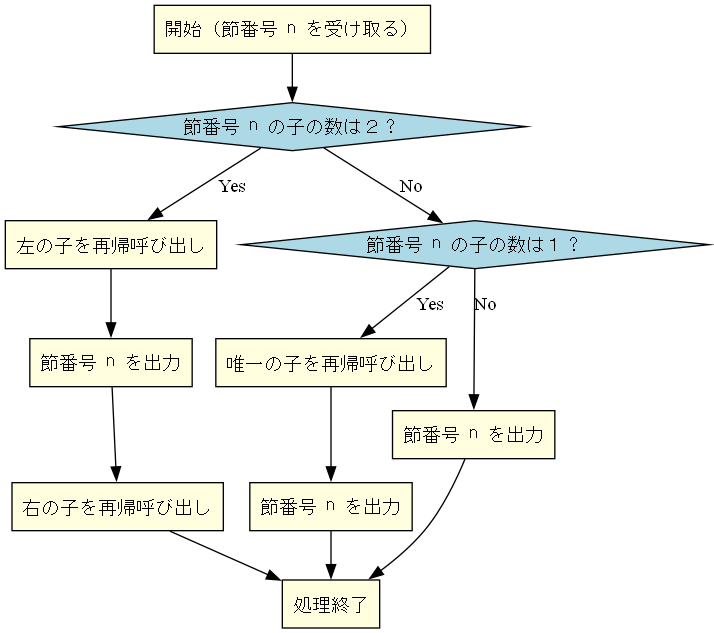 開始（節番号 n を受け取る）
節番号 n の子の数は２？
Yes
No
左の子を再帰呼び出し
節番号 n の子の数は１？
Yes
No
節番号 n を出力
唯一の子を再帰呼び出し
節番号 n を出力
右の子を再帰呼び出し
節番号 n を出力
処理終了